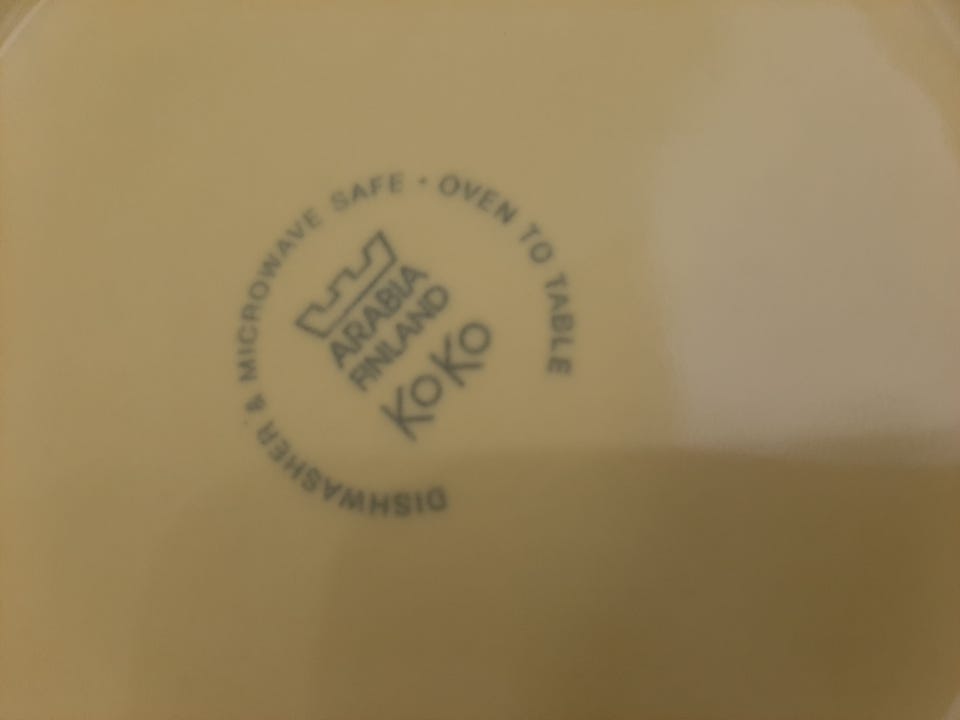 DISHWASHER & MICROWAVE SAFE · OVEN TO TABLE
ARABIA
FINLAND
KoKo